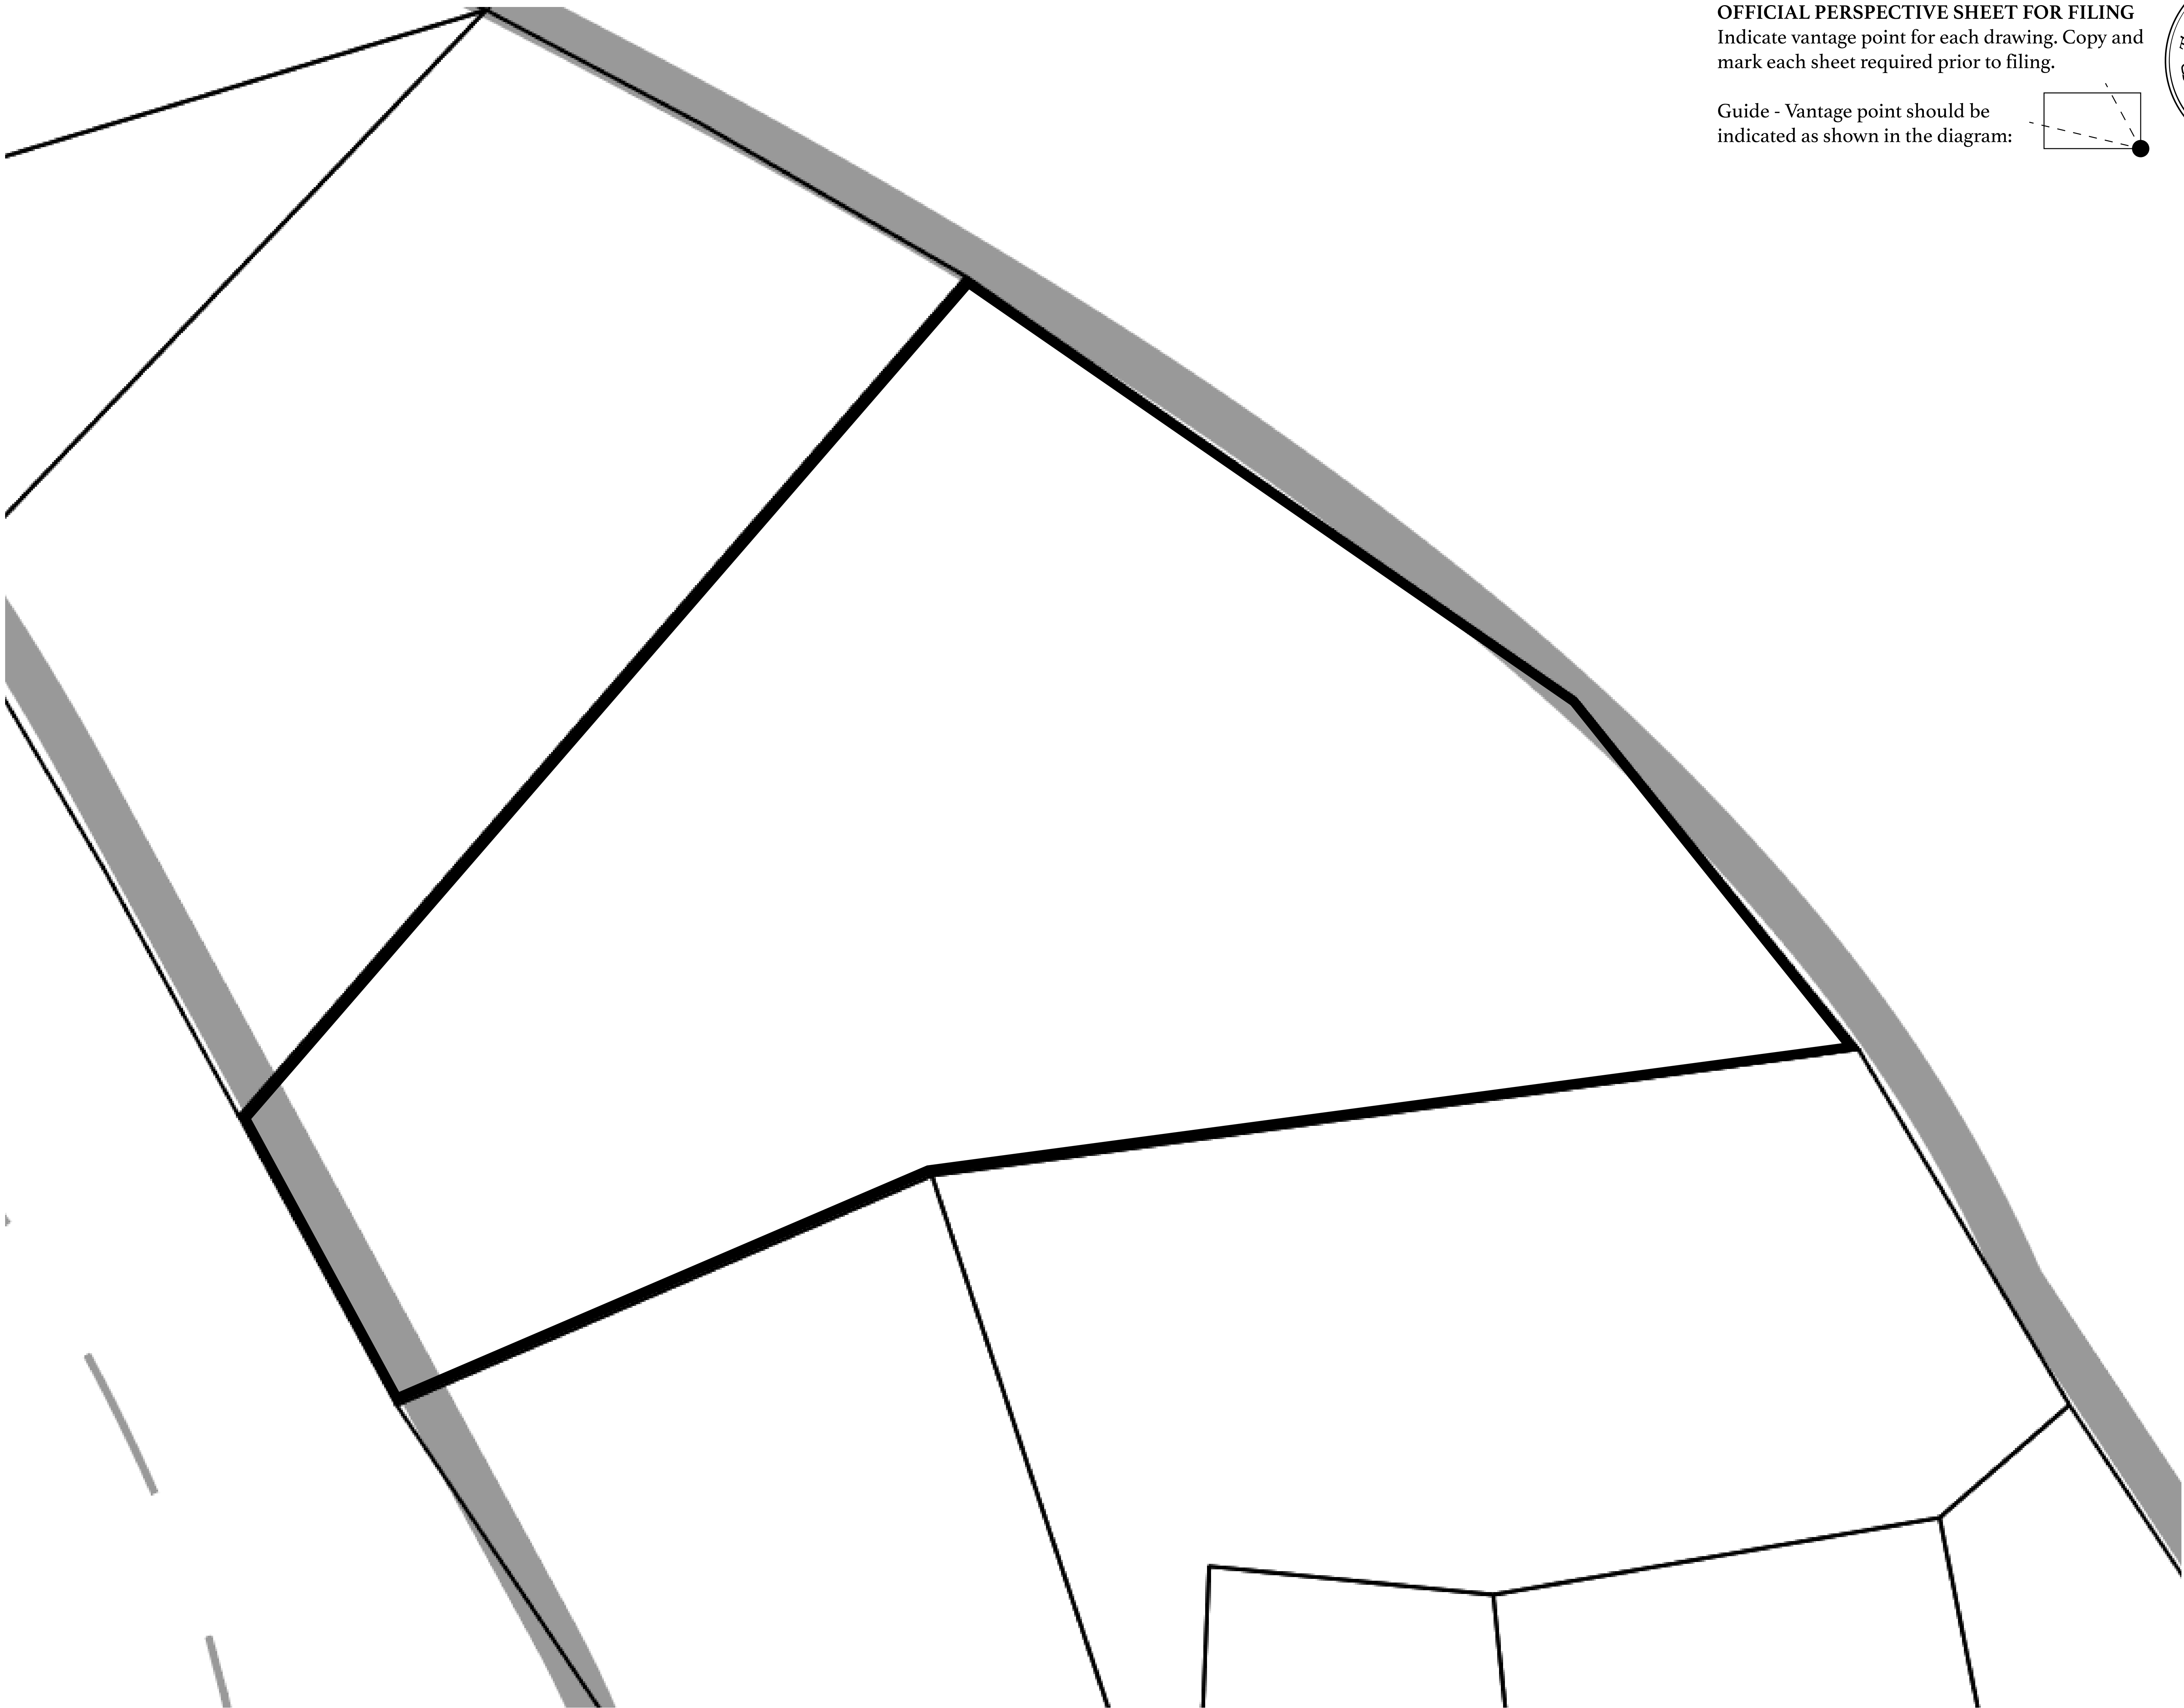 OFFICIAL PERSPECTIVE SHEET FOR FILING
Indicate vantage point for each drawing. Copy and
mark each sheet required prior to filing.
Guide - Vantage point should be
indicated as shown in the diagram: